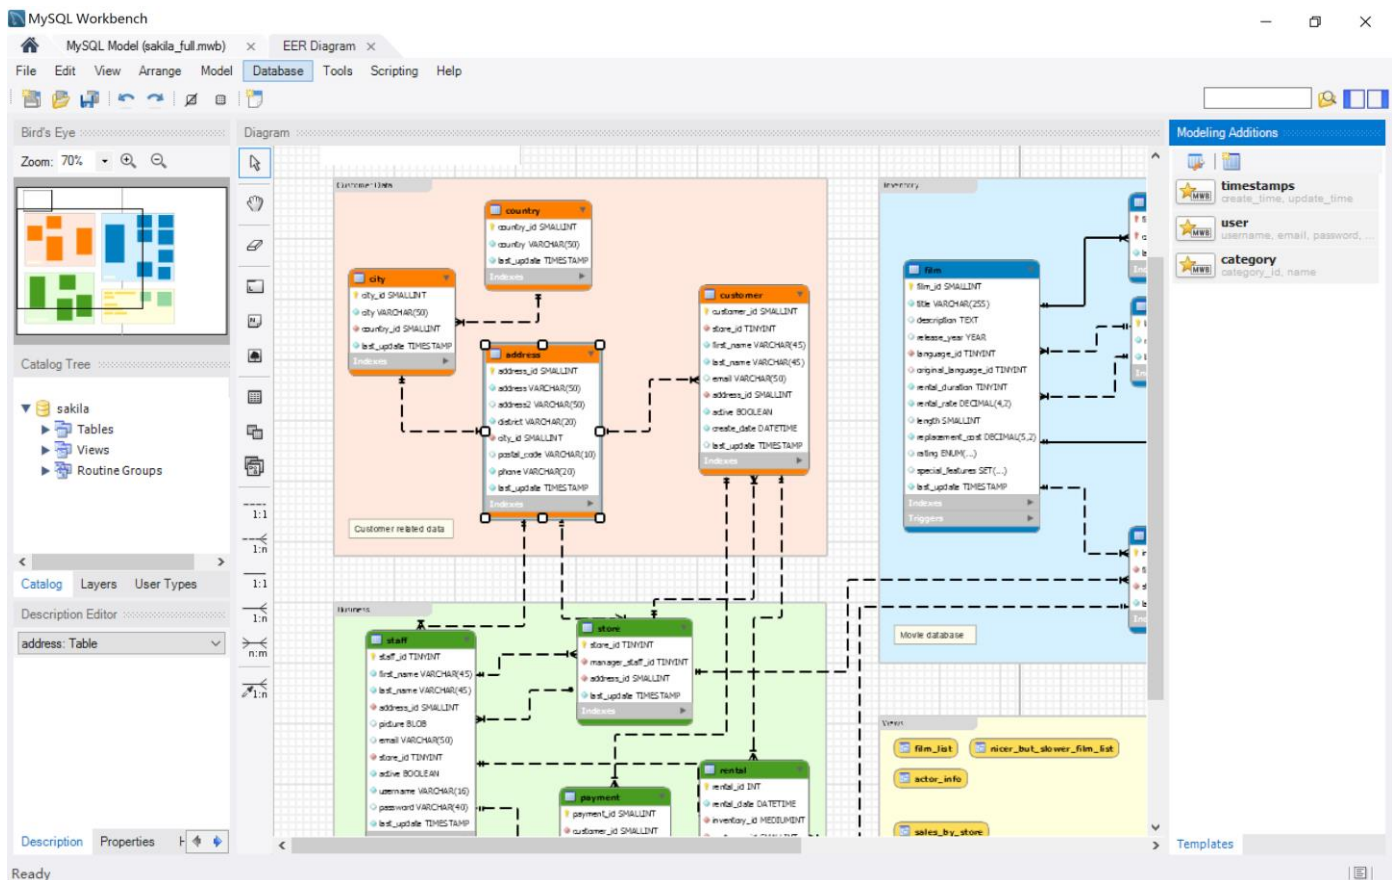 MySQL Workbench
MySQL Model (sakila_full.mwb)
EER Diagram
File Edit View Arrange Model Database Tools Scripting Help
Bird's Eye
Zoom: 70%
Catalog Tree
sakila
Tables
Views
Routine Groups
Catalog Layers User Types
Description Editor
address: Table
Description Properties
Ready
Diagram
1:1
1:n
1:1
1:n
n:m
1:n
Customer Data
country
country_id SMALLINT
country VARCHAR(50)
last_update TIMESTAMP
Indexes
city
city_id SMALLINT
city VARCHAR(50)
country_id SMALLINT
last_update TIMESTAMP
Indexes
address
address_id SMALLINT
address VARCHAR(50)
address2 VARCHAR(50)
district VARCHAR(20)
city_id SMALLINT
postal_code VARCHAR(10)
phone VARCHAR(20)
last_update TIMESTAMP
Indexes
customer
customer_id SMALLINT
store_id TINYINT
first_name VARCHAR(45)
last_name VARCHAR(45)
email VARCHAR(50)
address_id SMALLINT
active BOOLEAN
create_date DATETIME
last_update TIMESTAMP
Indexes
Customer related data
Business
staff
staff_id TINYINT
first_name VARCHAR(45)
last_name VARCHAR(45)
address_id SMALLINT
picture BLOB
email VARCHAR(50)
store_id TINYINT
active BOOLEAN
username VARCHAR(16)
password VARCHAR(40)
last_update TIMESTAMP
store
store_id TINYINT
manager_staff_id TINYINT
address_id SMALLINT
last_update TIMESTAMP
Indexes
payment
payment_id SMALLINT
customer_id SMALLINT
rental
rental_id INT
rental_date DATETIME
inventory_id MEDIUMINT
Inventory
film
film_id SMALLINT
title VARCHAR(255)
description TEXT
release_year YEAR
language_id TINYINT
original_language_id TINYINT
rental_duration TINYINT
rental_rate DECIMAL(4,2)
length SMALLINT
replacement_cost DECIMAL(5,2)
rating ENUM(...)
special_features SET(...)
last_update TIMESTAMP
Indexes
Triggers
Movie database
Views
film_list
nicer_but_slower_film_list
actor_info
sales_by_store
Modeling Additions
timestamps
create_time, update_time
user
username, email, password, ...
category
category_id, name
Templates